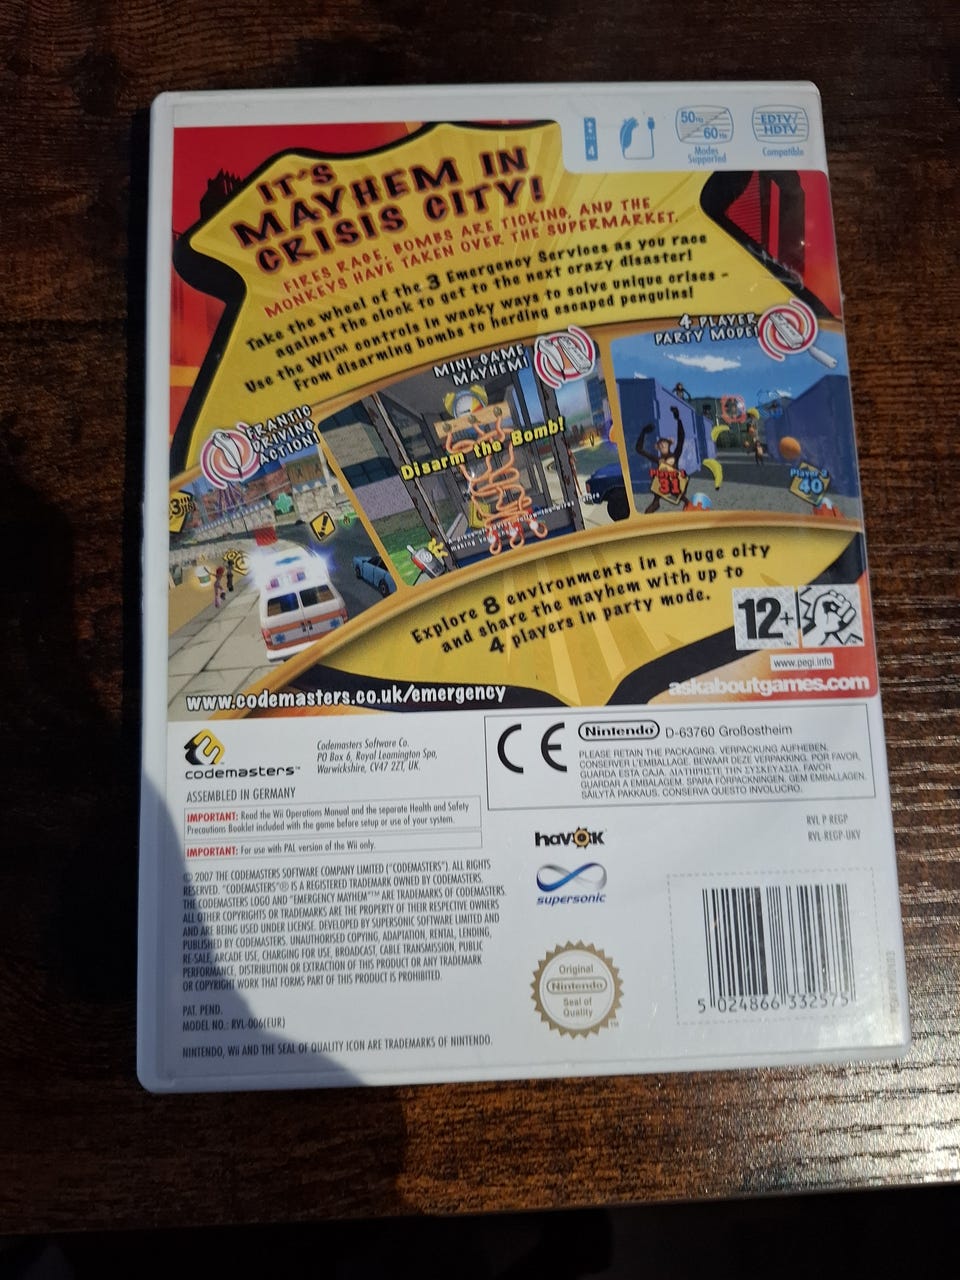 4
50Hz
60Hz
Modes
Supported
EDTV/
HDTV
Compatible
IT'S
MAYHEM IN
CRISIS CITY!
FIRES RAGE, BOMBS ARE TICKING, AND THE
MONKEYS HAVE TAKEN OVER THE SUPERMARKET.
Take the wheel of the 3 Emergency Services as you race
against the clock to get to the next crazy disaster!
Use the Wii™ controls in wacky ways to solve unique crises –
From disarming bombs to herding escaped penguins!
FRANTIC
DRIVING
ACTION!
MINI-GAME
MAYHEM!
4 PLAYER
PARTY MODE!
Disarm the Bomb!
Player 1
31
Player 2
40
Explore 8 environments in a huge city
and share the mayhem with up to
4 players in party mode.
12+
www.pegi.info
www.codemasters.co.uk/emergency
askaboutgames.com
codemasters™
Codemasters Software Co.
PO Box 6, Royal Leamington Spa,
Warwickshire, CV47 2ZT, UK.
ASSEMBLED IN GERMANY
IMPORTANT: Read the Wii Operations Manual and the separate Health and Safety
Precautions Booklet included with the game before setup or use of your system.
IMPORTANT: For use with PAL version of the Wii only.
CE
Nintendo D-63760 Großostheim
PLEASE RETAIN THE PACKAGING. VERPACKUNG AUFHEBEN.
CONSERVER L'EMBALLAGE. BEWAAR DEZE VERPAKKING. POR FAVOR,
GUARDA ESTA CAJA. ΔΙΑΤΗΡΗΣΤΕ ΤΗΝ ΣΥΣΚΕΥΑΣΙΑ. FAVOR
GUARDAR A EMBALAGEM. SPARA FÖRPACKNINGEN. GEM EMBALLAGEN.
SÄILYTÄ PAKKAUS. CONSERVA QUESTO INVOLUCRO.
RVL P REGP
RVL-REGP-UKV
© 2007 THE CODEMASTERS SOFTWARE COMPANY LIMITED ("CODEMASTERS"). ALL RIGHTS
RESERVED. "CODEMASTERS"® IS A REGISTERED TRADEMARK OWNED BY CODEMASTERS.
THE CODEMASTERS LOGO AND "EMERGENCY MAYHEM"™ ARE TRADEMARKS OF CODEMASTERS.
ALL OTHER COPYRIGHTS OR TRADEMARKS ARE THE PROPERTY OF THEIR RESPECTIVE OWNERS
AND ARE BEING USED UNDER LICENSE. DEVELOPED BY SUPERSONIC SOFTWARE LIMITED AND
PUBLISHED BY CODEMASTERS. UNAUTHORISED COPYING, ADAPTATION, RENTAL, LENDING,
RE-SALE, ARCADE USE, CHARGING FOR USE, BROADCAST, CABLE TRANSMISSION, PUBLIC
PERFORMANCE, DISTRIBUTION OR EXTRACTION OF THIS PRODUCT OR ANY TRADEMARK
OR COPYRIGHT WORK THAT FORMS PART OF THIS PRODUCT IS PROHIBITED.
PAT. PEND.
MODEL NO.: RVL-006(EUR)
NINTENDO, Wii AND THE SEAL OF QUALITY ICON ARE TRADEMARKS OF NINTENDO.
havok
supersonic
Original
Nintendo
Seal of
Quality
™
5 024866 332575